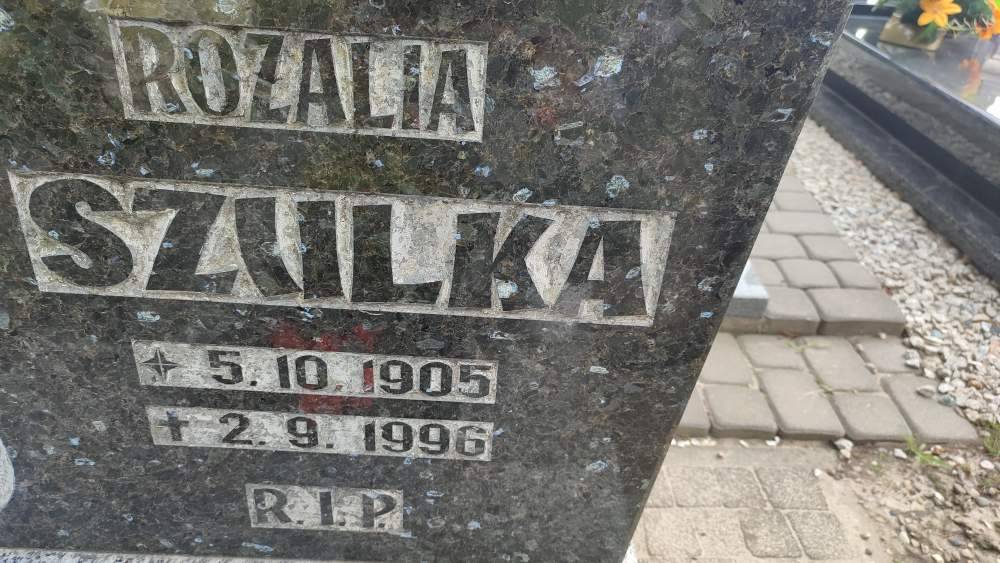 ROZALIA
SZULKA
5.10.1905
✝ 2.9.1996
R.I.P.